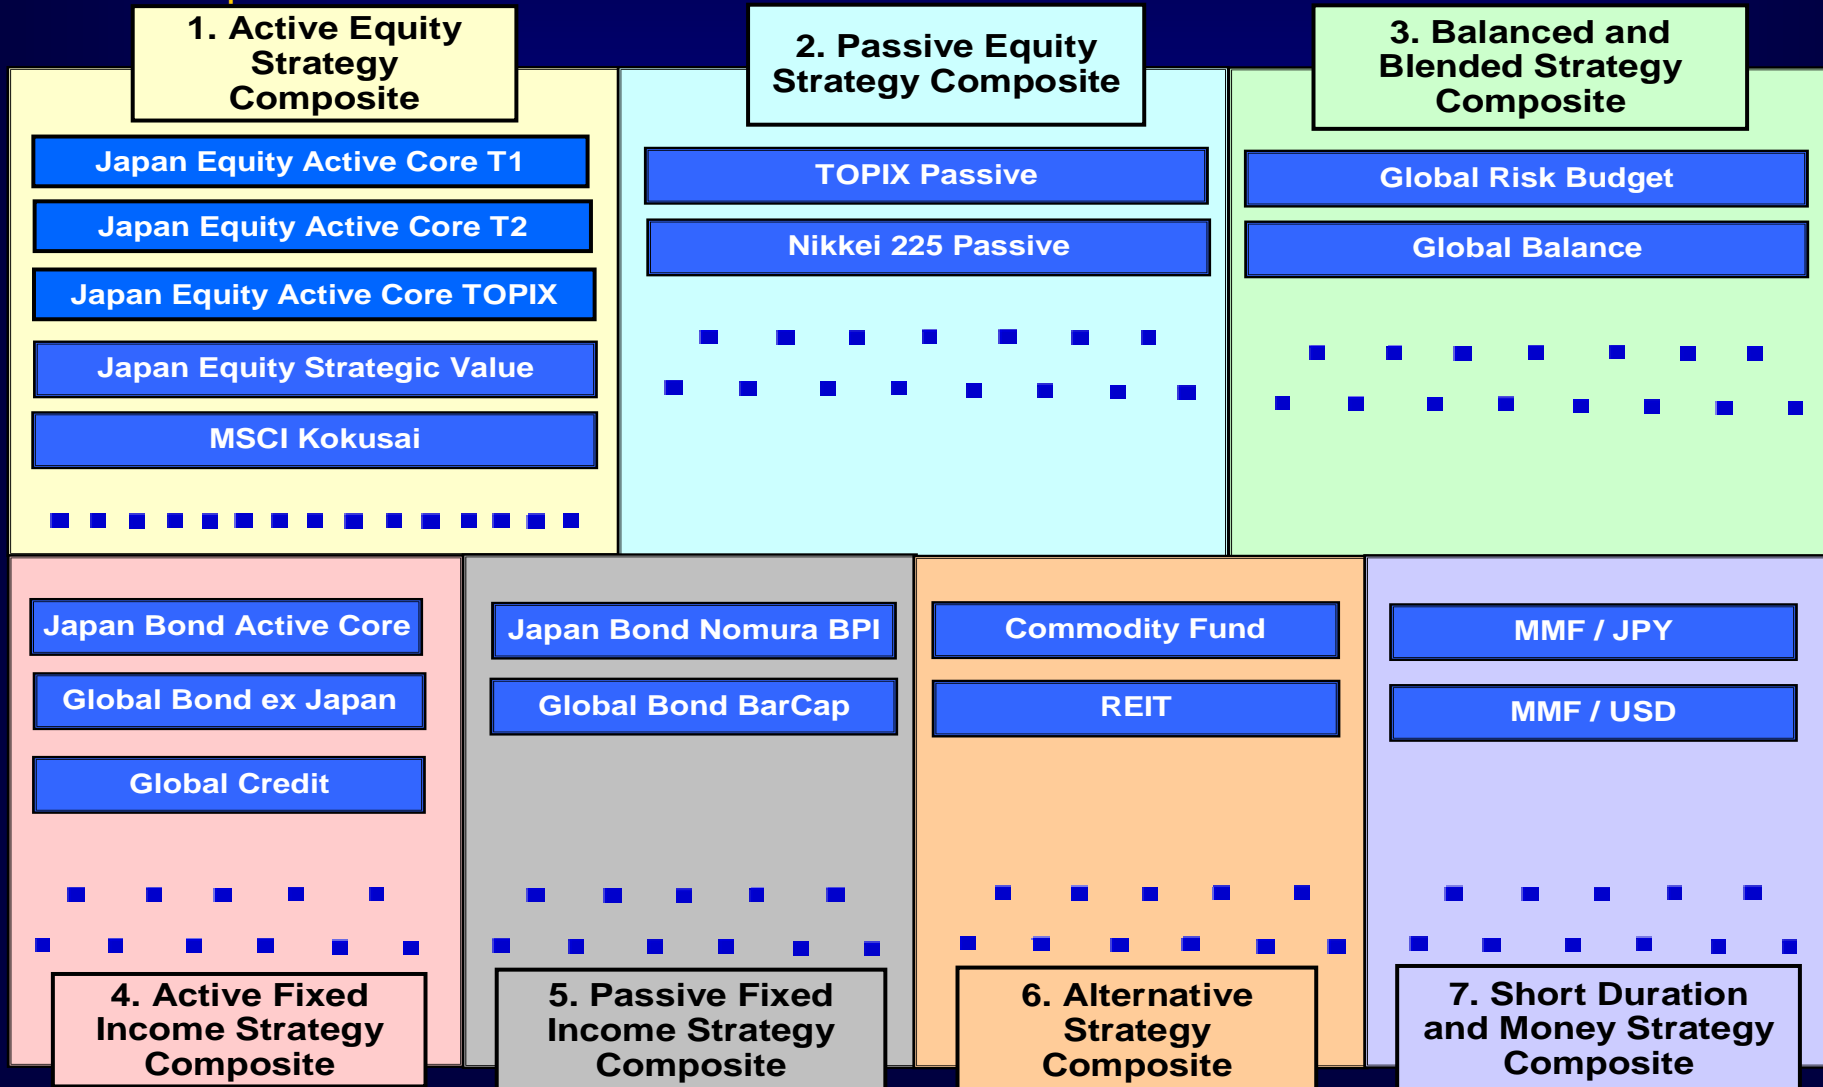 1. Active Equity
Strategy
Composite
Japan Equity Active Core T1
Japan Equity Active Core T2
Japan Equity Active Core TOPIX
Japan Equity Strategic Value
MSCI Kokusai
2. Passive Equity
Strategy Composite
TOPIX Passive
Nikkei 225 Passive
3. Balanced and
Blended Strategy
Composite
Global Risk Budget
Global Balance
Japan Bond Active Core
Global Bond ex Japan
Global Credit
4. Active Fixed
Income Strategy
Composite
Japan Bond Nomura BPI
Global Bond BarCap
5. Passive Fixed
Income Strategy
Composite
Commodity Fund
REIT
6. Alternative
Strategy
Composite
MMF / JPY
MMF / USD
7. Short Duration
and Money Strategy
Composite